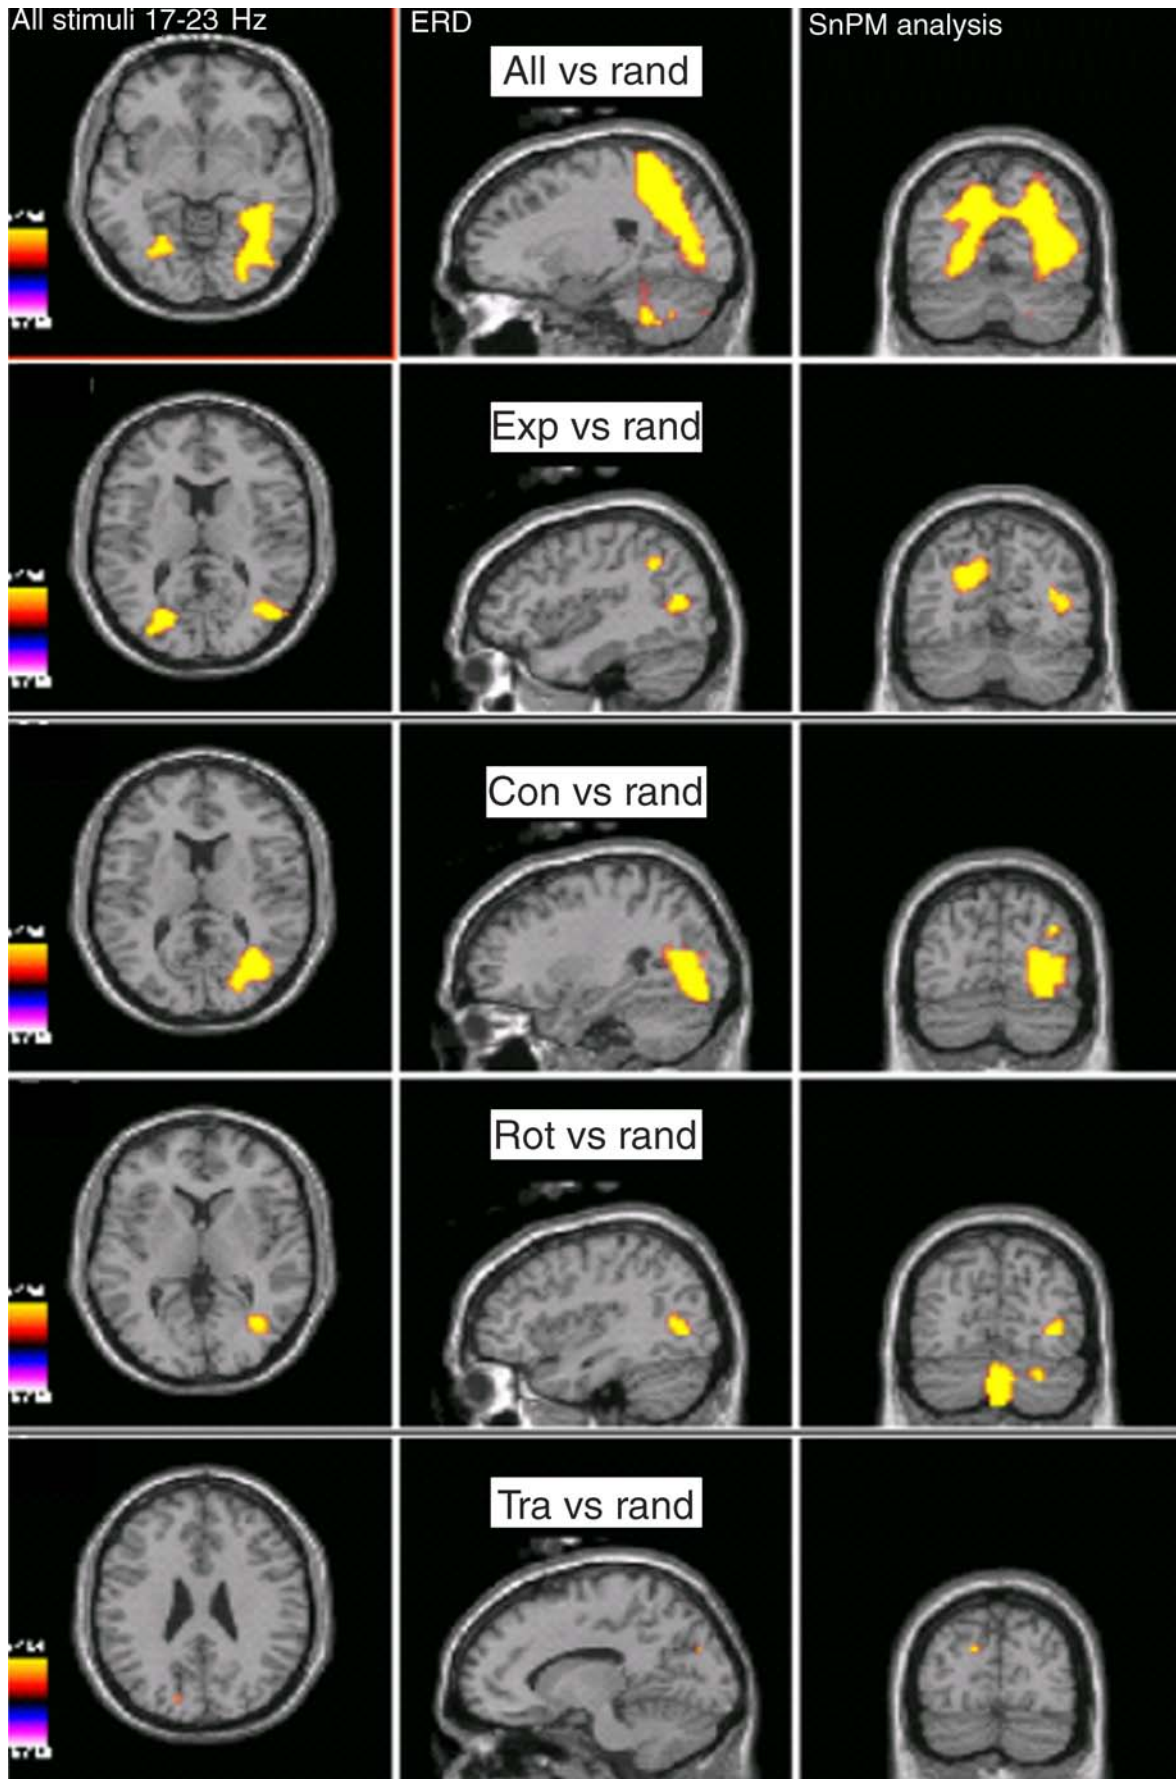 All stimuli 17-23 Hz
ERD
SnPM analysis
All vs rand
Exp vs rand
Con vs rand
Rot vs rand
Tra vs rand